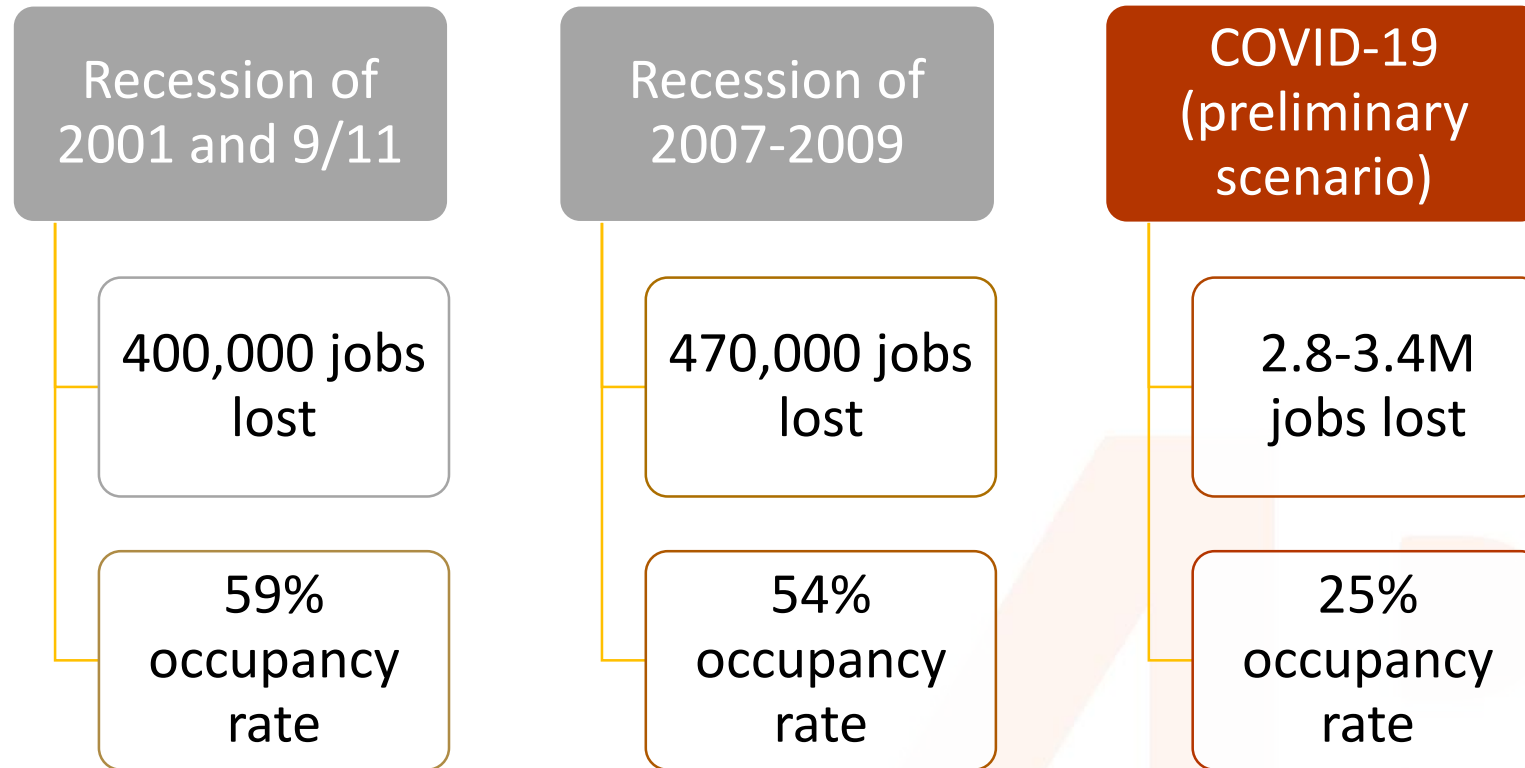 Recession of
2001 and 9/11
400,000 jobs
lost
59%
occupancy
rate
Recession of
2007-2009
470,000 jobs
lost
54%
occupancy
rate
COVID-19
(preliminary
scenario)
2.8-3.4M
jobs lost
25%
occupancy
rate